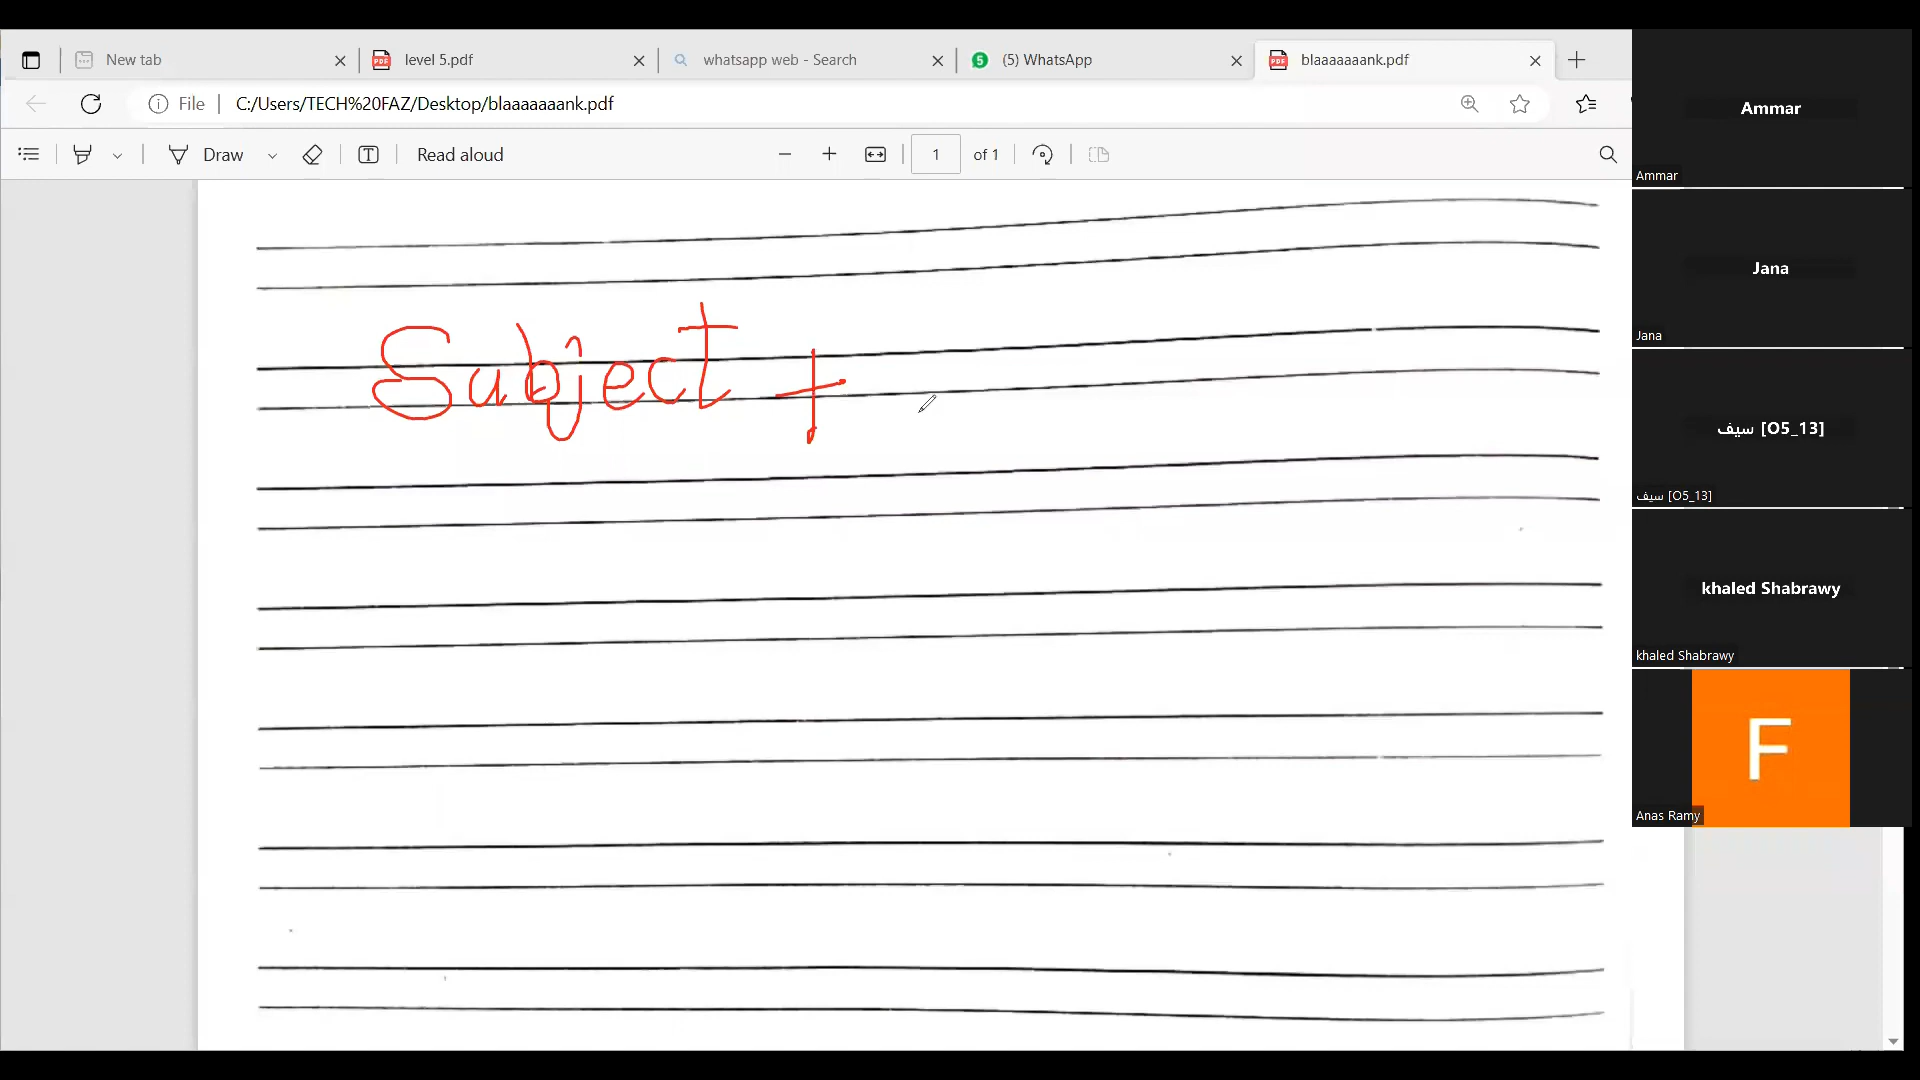 New tab
level 5.pdf
whatsapp web - Search
5 (5) WhatsApp
blaaaaaaank.pdf
File C:/Users/TECH%20FAZ/Desktop/blaaaaaaank.pdf
Draw
Read aloud
1 of 1
Subject +
Ammar
Ammar
Jana
Jana
سيف [O5_13]
سيف [O5_13]
khaled Shabrawy
khaled Shabrawy
F
Anas Ramy